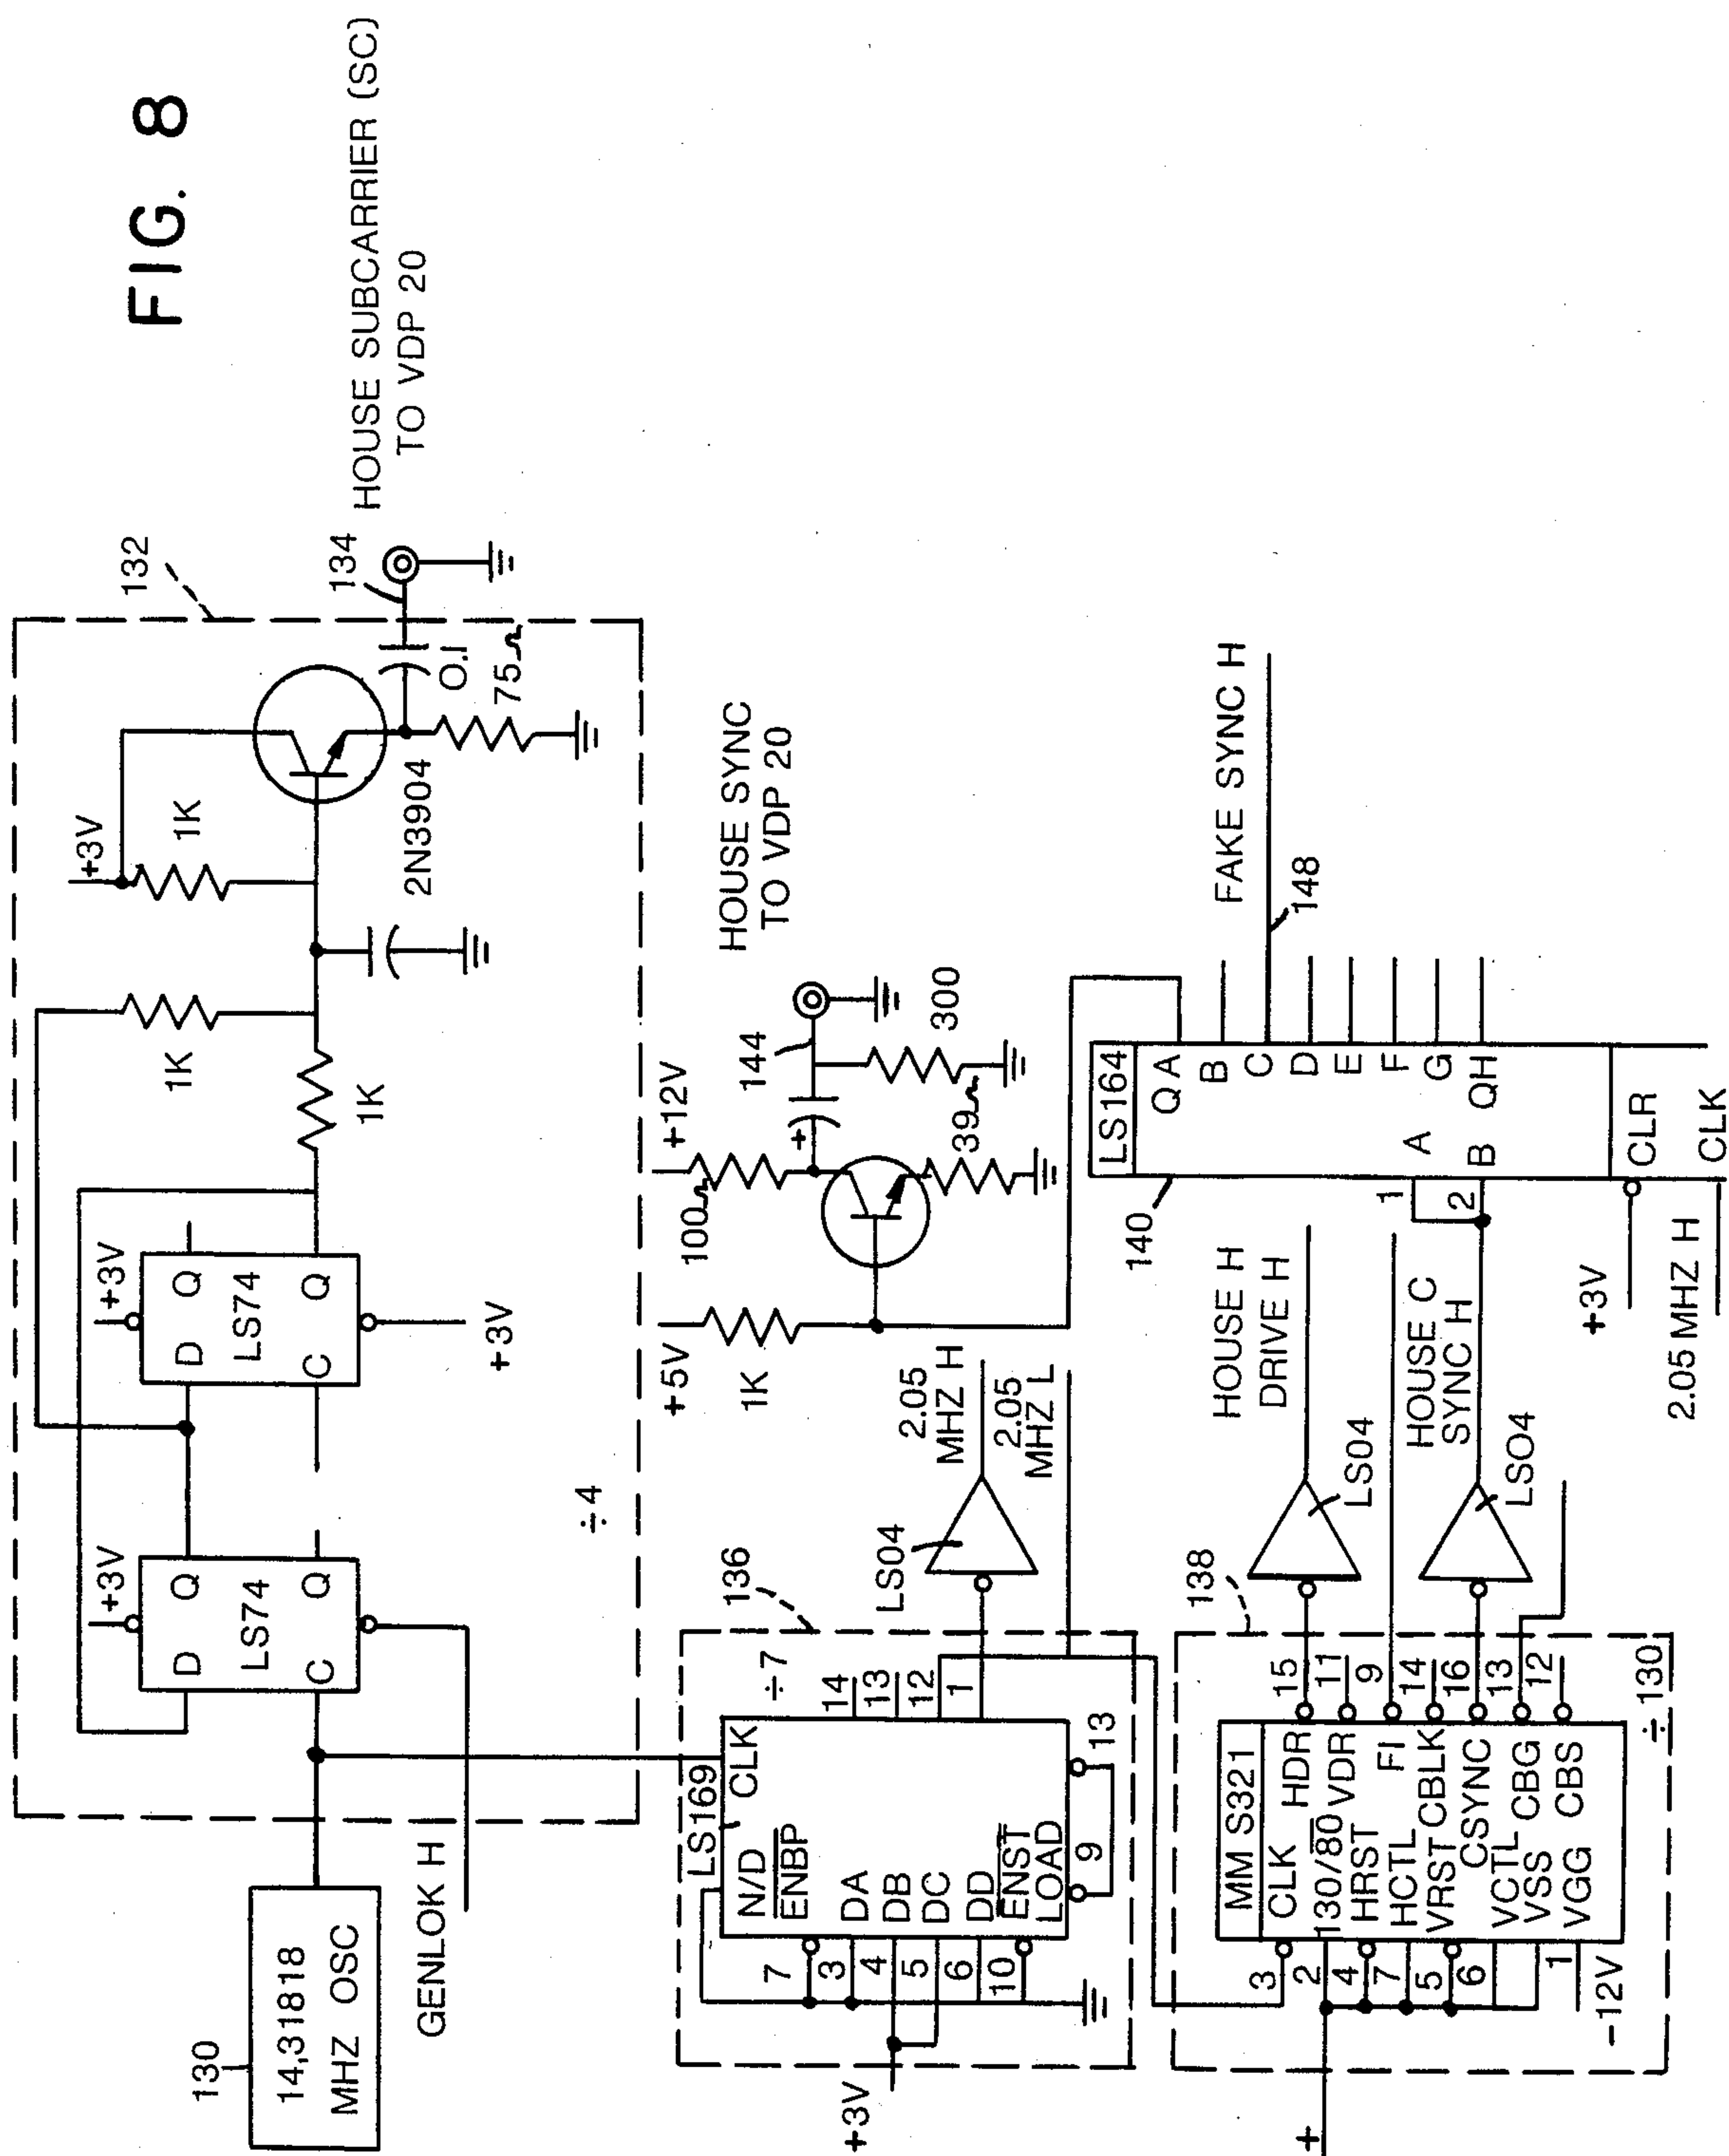 FIG. 8
HOUSE SUBCARRIER (SC)
TO VDP 20
132
134
+3V
1K
2N3904
0.1
75
1K
1K
+3V
D
Q
LS74
C
Q
+3V
+3V
D
Q
LS74
C
Q
÷4
130
14,31818
MHZ OSC
GENLOK H
HOUSE SYNC
TO VDP 20
144
+12V
100
300
39
+5V
1K
2.05
MHZ H
2.05
MHZ L
LS04
136
÷7
LS169
CLK
N/D
ENBP
DA
DB
DC
DD
ENST
LOAD
14
13
12
1
13
9
7
3
4
5
6
10
+3V
FAKE SYNC H
148
LS164
QA
B
C
D
E
F
G
QH
A
B
1
2
CLR
CLK
140
+3V
2.05 MHZ H
HOUSE H
DRIVE H
LS04
HOUSE C
SYNC H
LSO4
138
÷130
MM S321
CLK
130/80
HRST
HCTL
VRST
VCTL
VSS
VGG
HDR
VDR
FI
CBLK
CSYNC
CBG
CBS
15
11
9
14
16
13
12
3
2
4
7
5
6
1
-12V
+